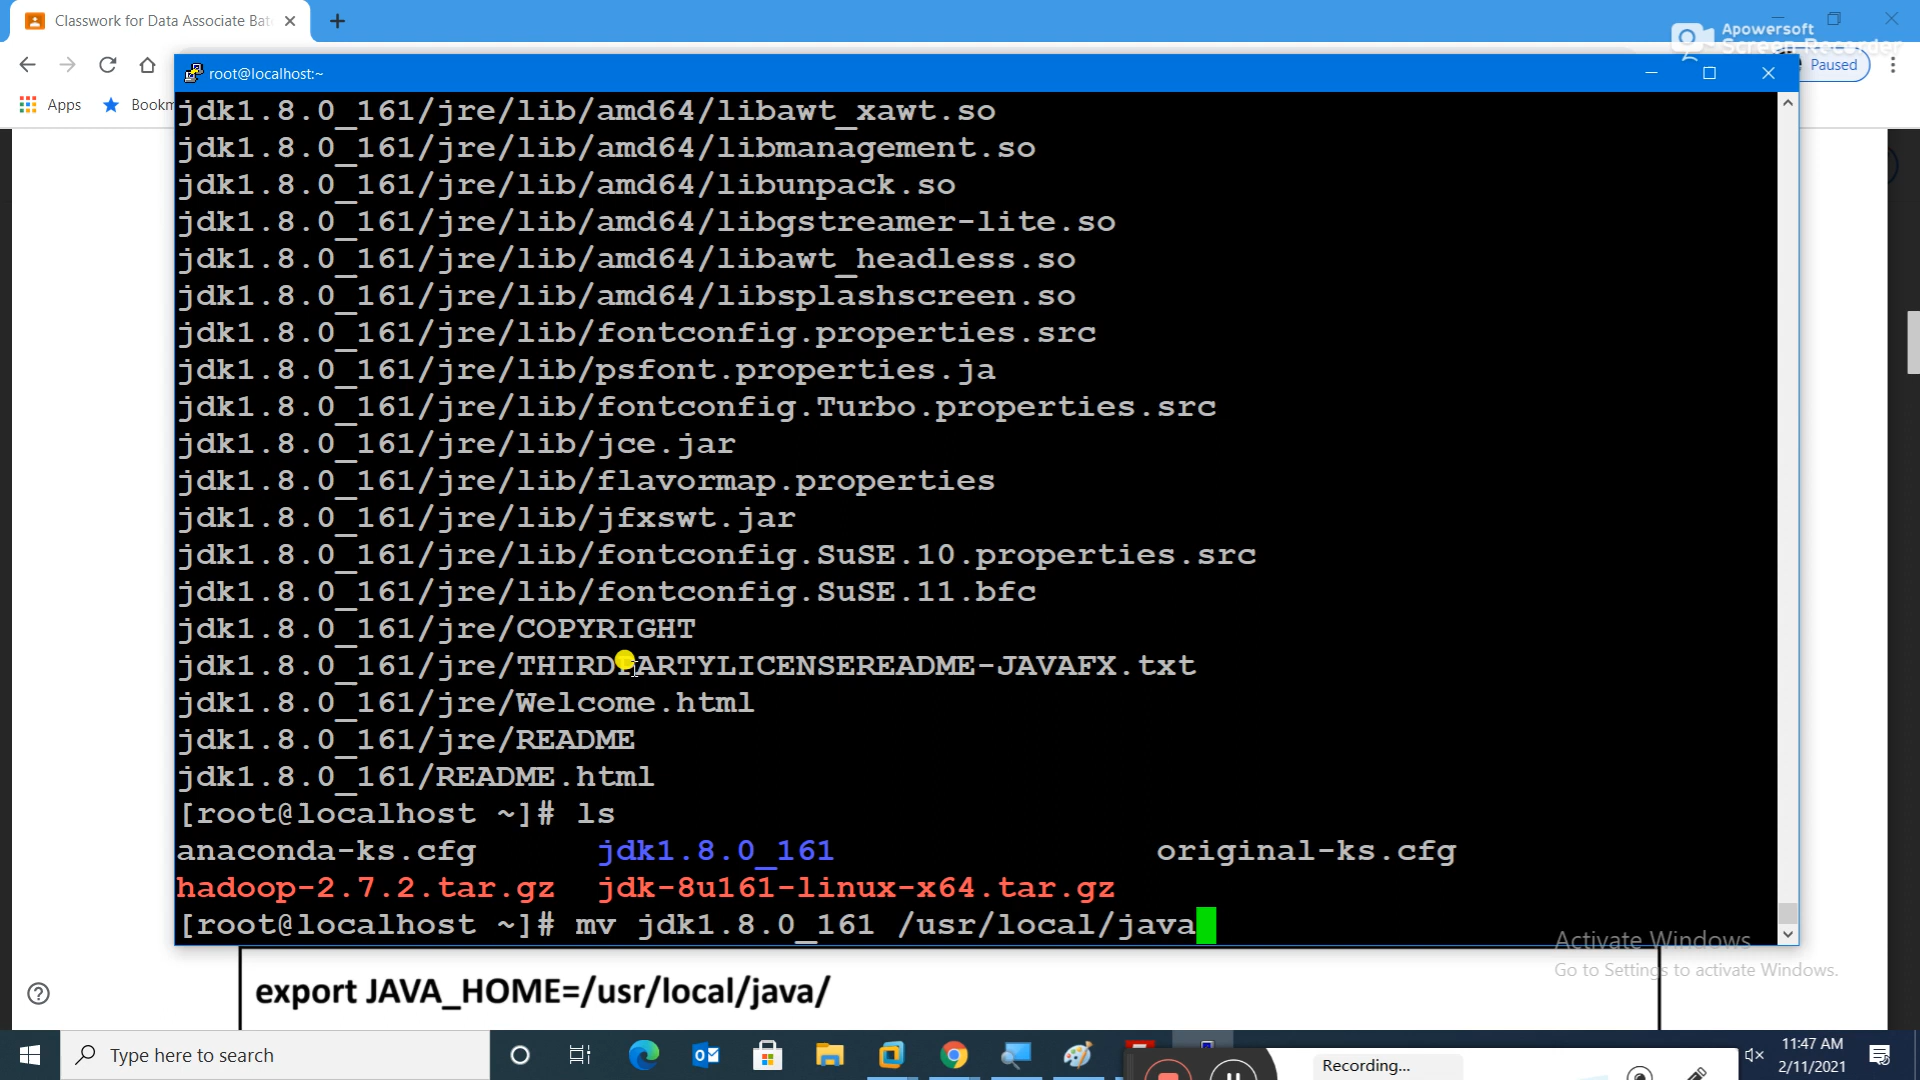 Classwork for Data Associate Bat
Apowersoft
Screen Recorder
Paused
Apps
Bookm
root@localhost:~
jdk1.8.0_161/jre/lib/amd64/libawt_xawt.so
jdk1.8.0_161/jre/lib/amd64/libmanagement.so
jdk1.8.0_161/jre/lib/amd64/libunpack.so
jdk1.8.0_161/jre/lib/amd64/libgstreamer-lite.so
jdk1.8.0_161/jre/lib/amd64/libawt_headless.so
jdk1.8.0_161/jre/lib/amd64/libsplashscreen.so
jdk1.8.0_161/jre/lib/fontconfig.properties.src
jdk1.8.0_161/jre/lib/psfont.properties.ja
jdk1.8.0_161/jre/lib/fontconfig.Turbo.properties.src
jdk1.8.0_161/jre/lib/jce.jar
jdk1.8.0_161/jre/lib/flavormap.properties
jdk1.8.0_161/jre/lib/jfxswt.jar
jdk1.8.0_161/jre/lib/fontconfig.SuSE.10.properties.src
jdk1.8.0_161/jre/lib/fontconfig.SuSE.11.bfc
jdk1.8.0_161/jre/COPYRIGHT
jdk1.8.0_161/jre/THIRDPARTYLICENSEREADME-JAVAFX.txt
jdk1.8.0_161/jre/Welcome.html
jdk1.8.0_161/jre/README
jdk1.8.0_161/README.html
[root@localhost ~]# ls
anaconda-ks.cfg jdk1.8.0_161 original-ks.cfg
hadoop-2.7.2.tar.gz jdk-8u161-linux-x64.tar.gz
[root@localhost ~]# mv jdk1.8.0_161 /usr/local/java
Activate Windows
Go to Settings to activate Windows.
export JAVA_HOME=/usr/local/java/
Type here to search
Recording...
11:47 AM
2/11/2021